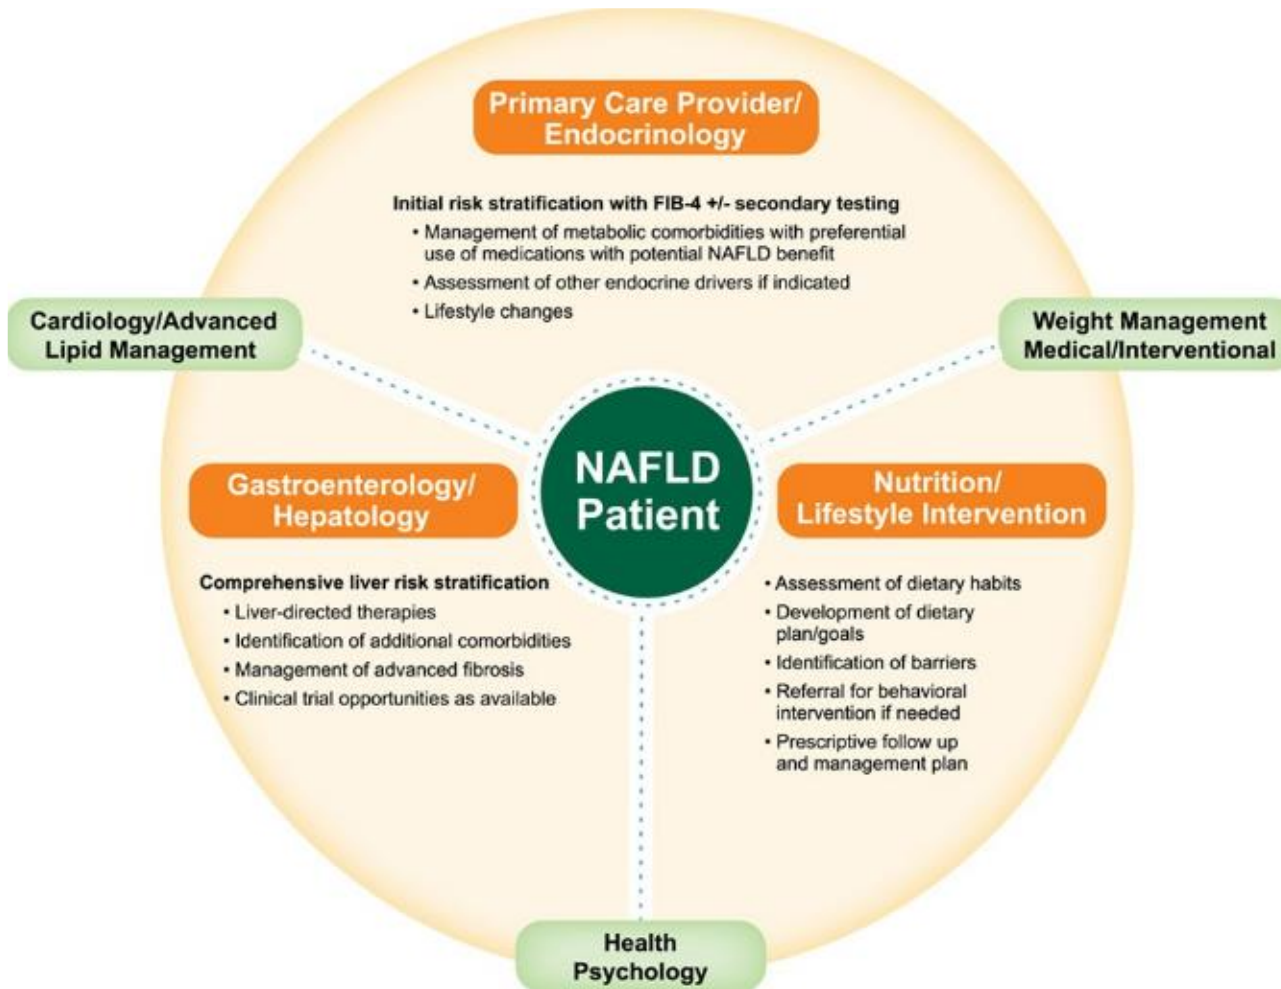 Primary Care Provider/
Endocrinology
Initial risk stratification with FIB-4 +/- secondary testing
• Management of metabolic comorbidities with preferential
use of medications with potential NAFLD benefit
• Assessment of other endocrine drivers if indicated
• Lifestyle changes
Cardiology/Advanced
Lipid Management
Weight Management
Medical/Interventional
NAFLD
Patient
Gastroenterology/
Hepatology
Comprehensive liver risk stratification
• Liver-directed therapies
• Identification of additional comorbidities
• Management of advanced fibrosis
• Clinical trial opportunities as available
Nutrition/
Lifestyle Intervention
• Assessment of dietary habits
• Development of dietary
plan/goals
• Identification of barriers
• Referral for behavioral
intervention if needed
• Prescriptive follow up
and management plan
Health
Psychology